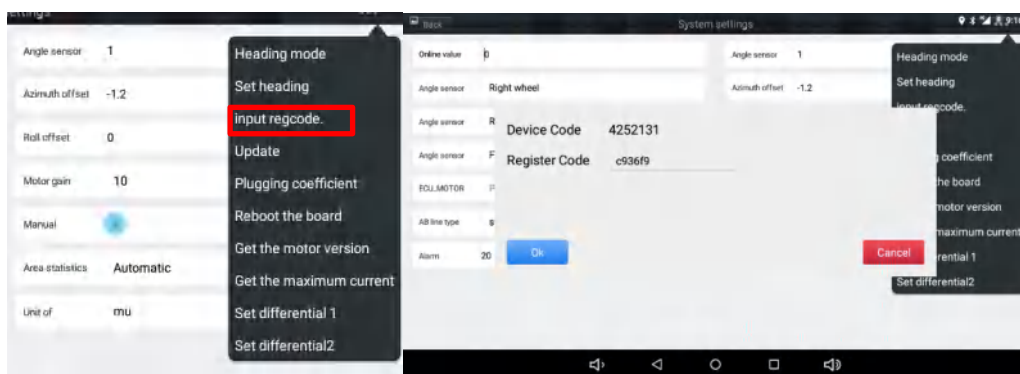 ettings
Angle sensor 1
Azimuth offset -1.2
Roll offset 0
Motor gain 10
Manual
Area statistics Automatic
Unit of mu
Heading mode
Set heading
input regcode.
Update
Plugging coefficient
Reboot the board
Get the motor version
Get the maximum current
Set differential 1
Set differential2
Back
System settings
9:16
Online value 0
Angle sensor 1
Angle sensor Right wheel
Azimuth offset -1.2
Angle sensor R
Angle sensor F
ECU_MOTOR P
AB line type s
Alarm 20
Device Code 4252131
Register Code c936f9
Ok
Cancel
Heading mode
Set heading
input regcode.
g coefficient
he board
motor version
maximum current
rential 1
Set differential2